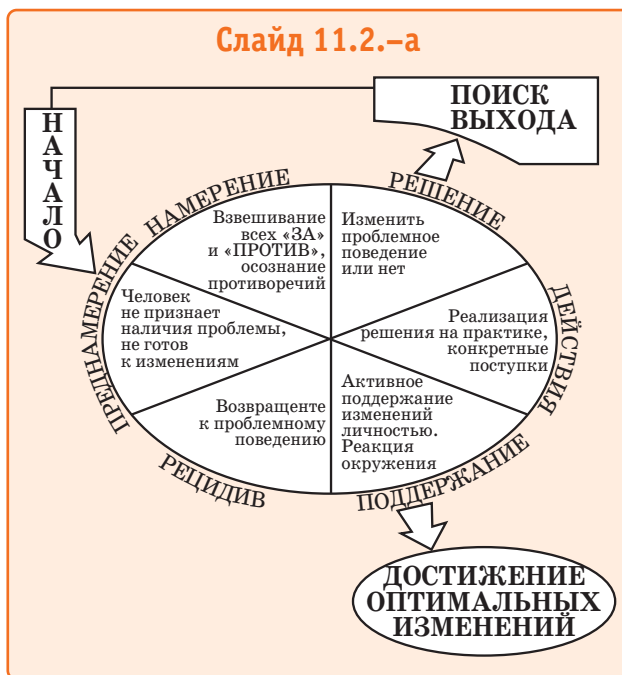 Слайд 11.2.–а
НАЧАЛО
ПОИСК
ВЫХОДА
ПРЕДНАМЕРЕНИЕ
НАМЕРЕНИЕ
РЕШЕНИЕ
ДЕЙСТВИЯ
ПОДДЕРЖАНИЕ
РЕЦИДИВ
Взвешивание
всех «ЗА»
и «ПРОТИВ»,
осознание
противоречий
Изменить
проблемное
поведение
или нет
Человек
не признает
наличия проблемы,
не готов
к изменениям
Реализация
решения на практике,
конкретные
поступки
Возвращенте
к проблемному
поведению
Активное
поддержание
изменений
личностью.
Реакция
окружения
ДОСТИЖЕНИЕ
ОПТИМАЛЬНЫХ
ИЗМЕНЕНИЙ